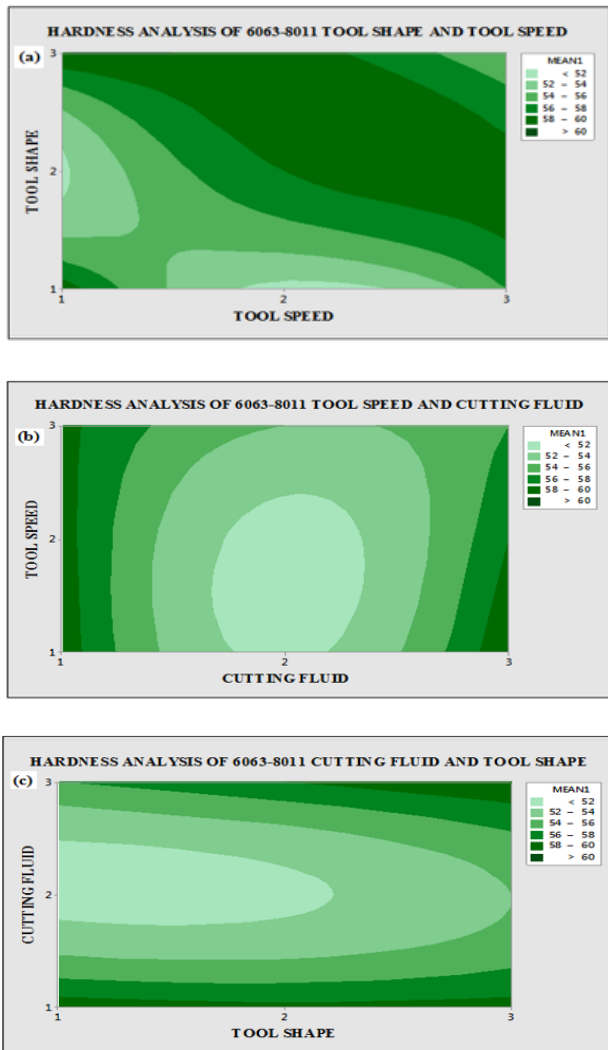 HARDNESS ANALYSIS OF 6063-8011 TOOL SHAPE AND TOOL SPEED
(a)
MEAN1
< 52
52 – 54
54 – 56
56 – 58
58 – 60
> 60
3
2
1
TOOL SHAPE
1
2
3
TOOL SPEED
HARDNESS ANALYSIS OF 6063-8011 TOOL SPEED AND CUTTING FLUID
(b)
MEAN1
< 52
52 – 54
54 – 56
56 – 58
58 – 60
> 60
3
2
1
TOOL SPEED
1
2
3
CUTTING FLUID
HARDNESS ANALYSIS OF 6063-8011 CUTTING FLUID AND TOOL SHAPE
(c)
MEAN1
< 52
52 – 54
54 – 56
56 – 58
58 – 60
> 60
3
2
1
CUTTING FLUID
1
2
3
TOOL SHAPE